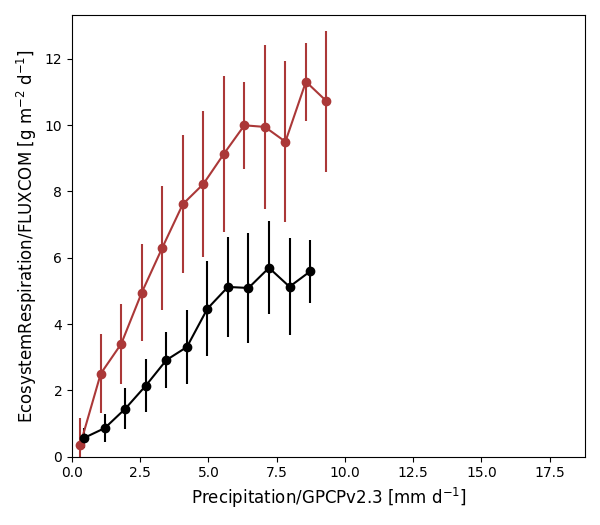 12
10
8
6
4
2
0
EcosystemRespiration/FLUXCOM [g m⁻² d⁻¹]
0.0 2.5 5.0 7.5 10.0 12.5 15.0 17.5
Precipitation/GPCPv2.3 [mm d⁻¹]